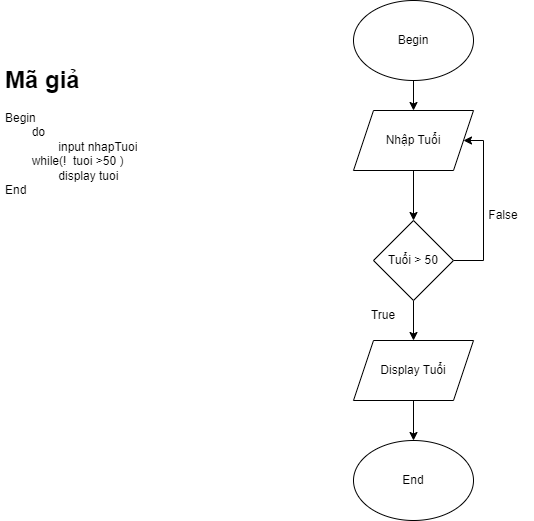 Mã giả
Begin
do
input nhapTuoi
while(! tuoi >50 )
display tuoi
End
Begin
Nhập Tuổi
False
Tuổi > 50
True
Display Tuổi
End